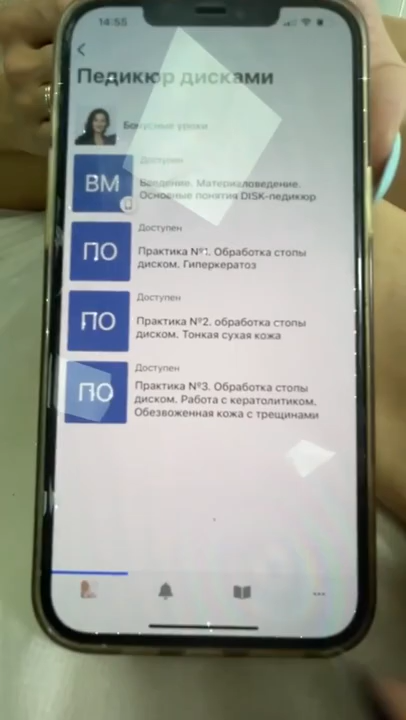 14:55
Педикюр дисками
Бонусные уроки
Доступен
ВМ
Введение. Материаловедение.
Основные понятия DISK-педикюр
Доступен
ПО
Практика №1. Обработка стопы
диском. Гиперкератоз
Доступен
ПО
Практика №2. обработка стопы
диском. Тонкая сухая кожа
Доступен
ПО
Практика №3. Обработка стопы
диском. Работа с кератолитиком.
Обезвоженная кожа с трещинами